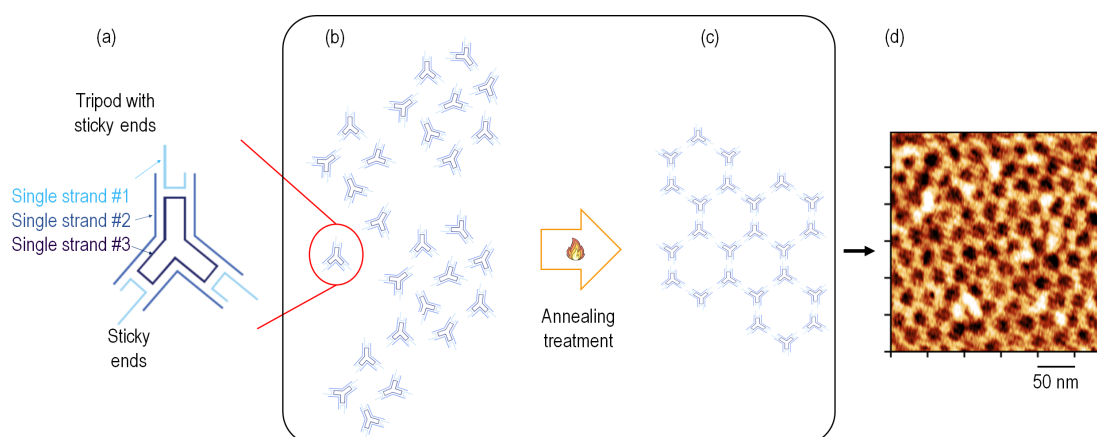 (a)
(b)
(c)
(d)
Tripod with
sticky ends
Single strand #1
Single strand #2
Single strand #3
Sticky
ends
Annealing
treatment
50 nm